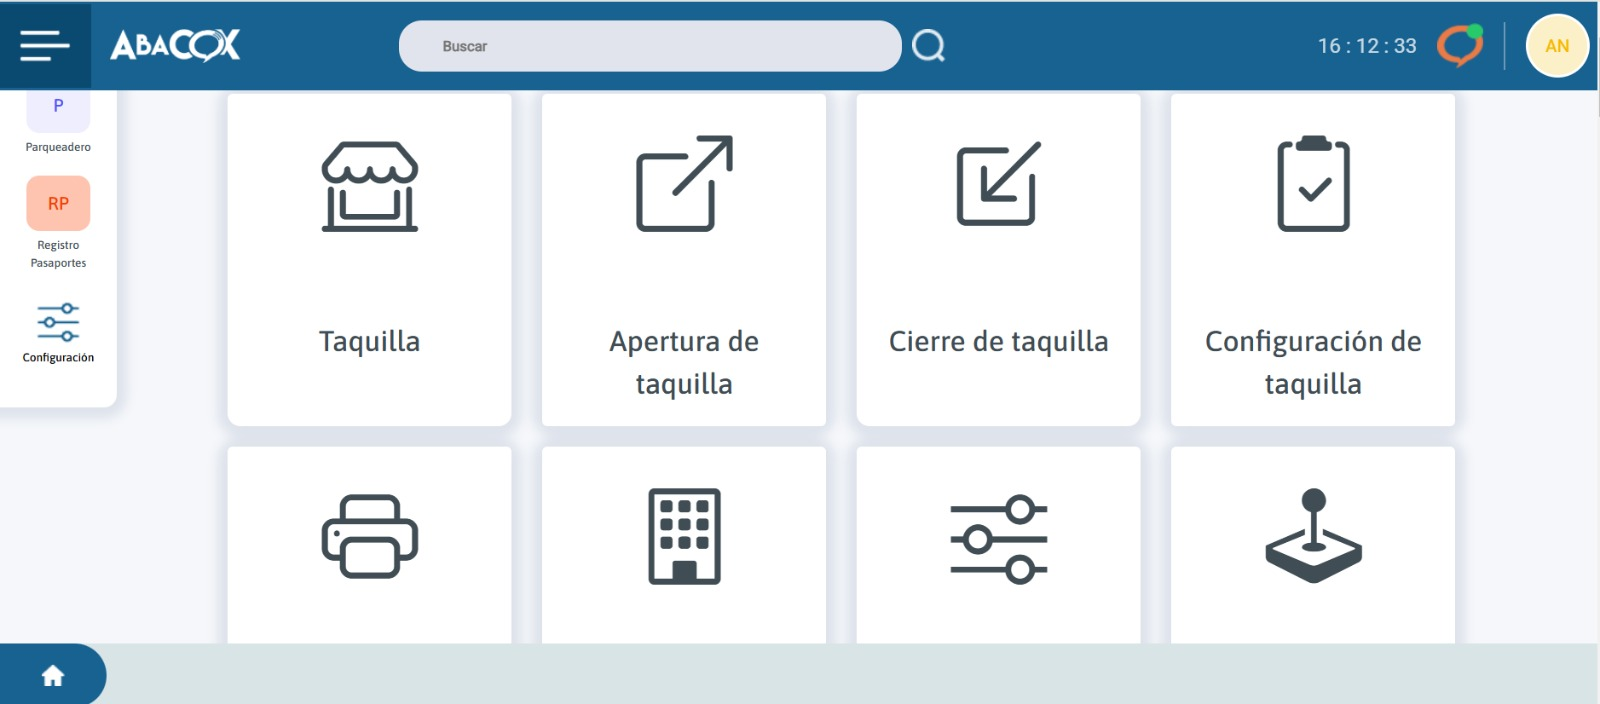 ABACOX
Buscar
16 : 12 : 33
AN
P
Parqueadero
RP
Registro
Pasaportes
Configuración
Taquilla
Apertura de
taquilla
Cierre de taquilla
Configuración de
taquilla